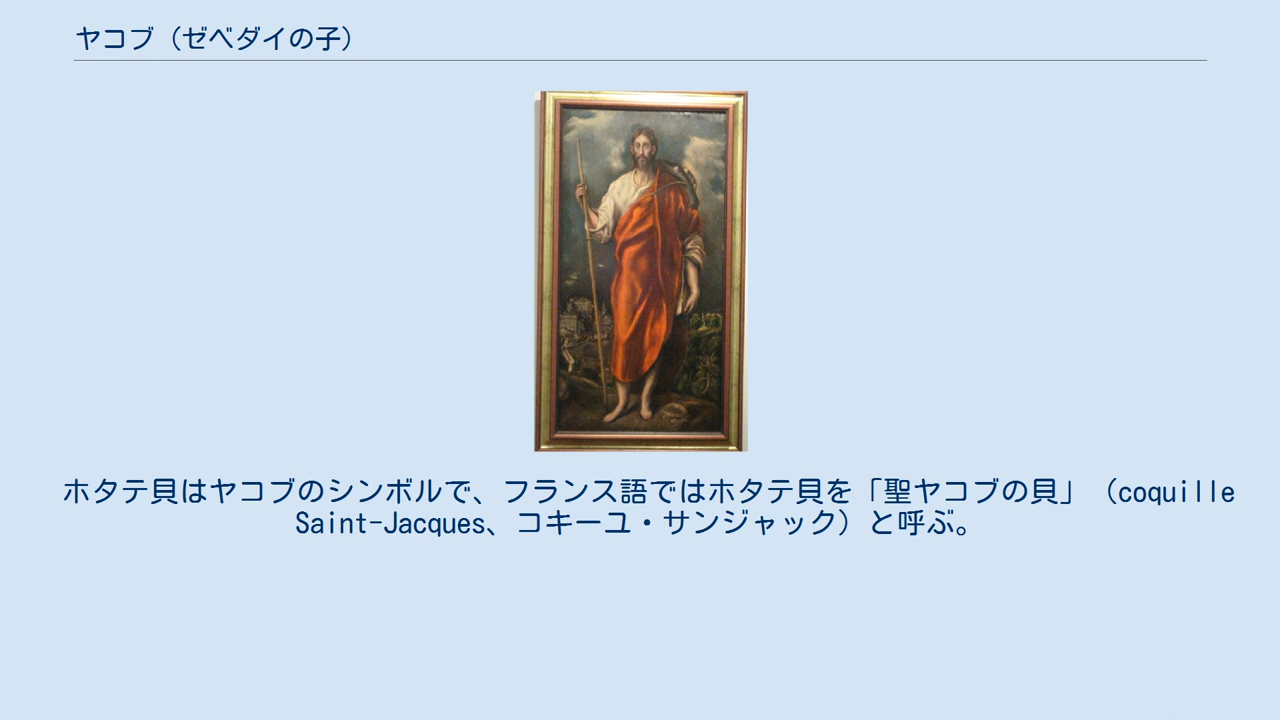 ヤコブ（ゼベダイの子）
ホタテ貝はヤコブのシンボルで、フランス語ではホタテ貝を「聖ヤコブの貝」（coquille
Saint-Jacques、コキーユ・サンジャック）と呼ぶ。